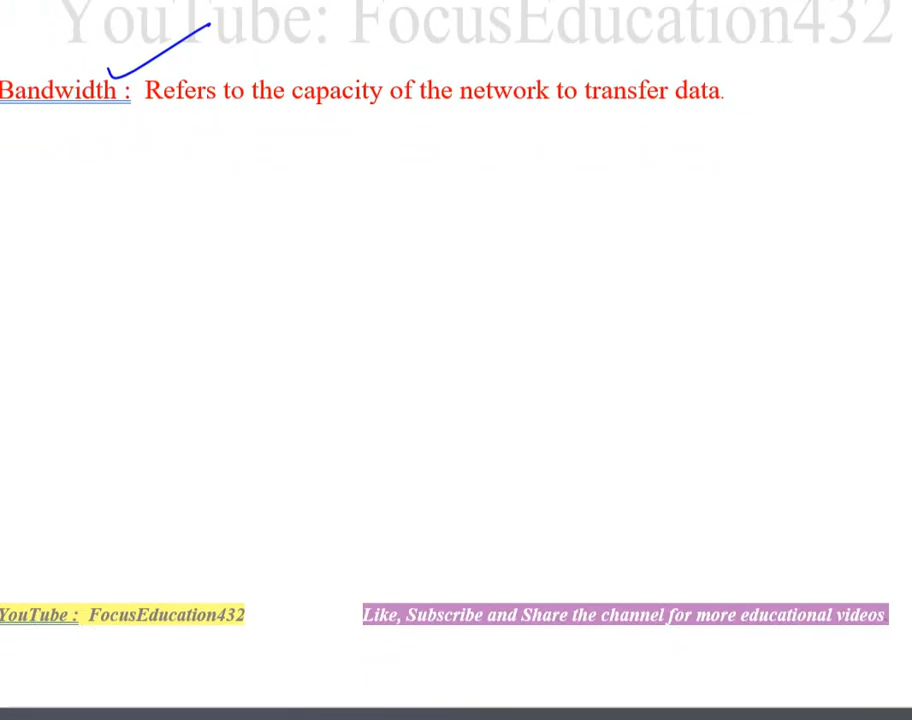 YouTube: FocusEducation432
Bandwidth : Refers to the capacity of the network to transfer data.
YouTube : FocusEducation432
Like, Subscribe and Share the channel for more educational videos.